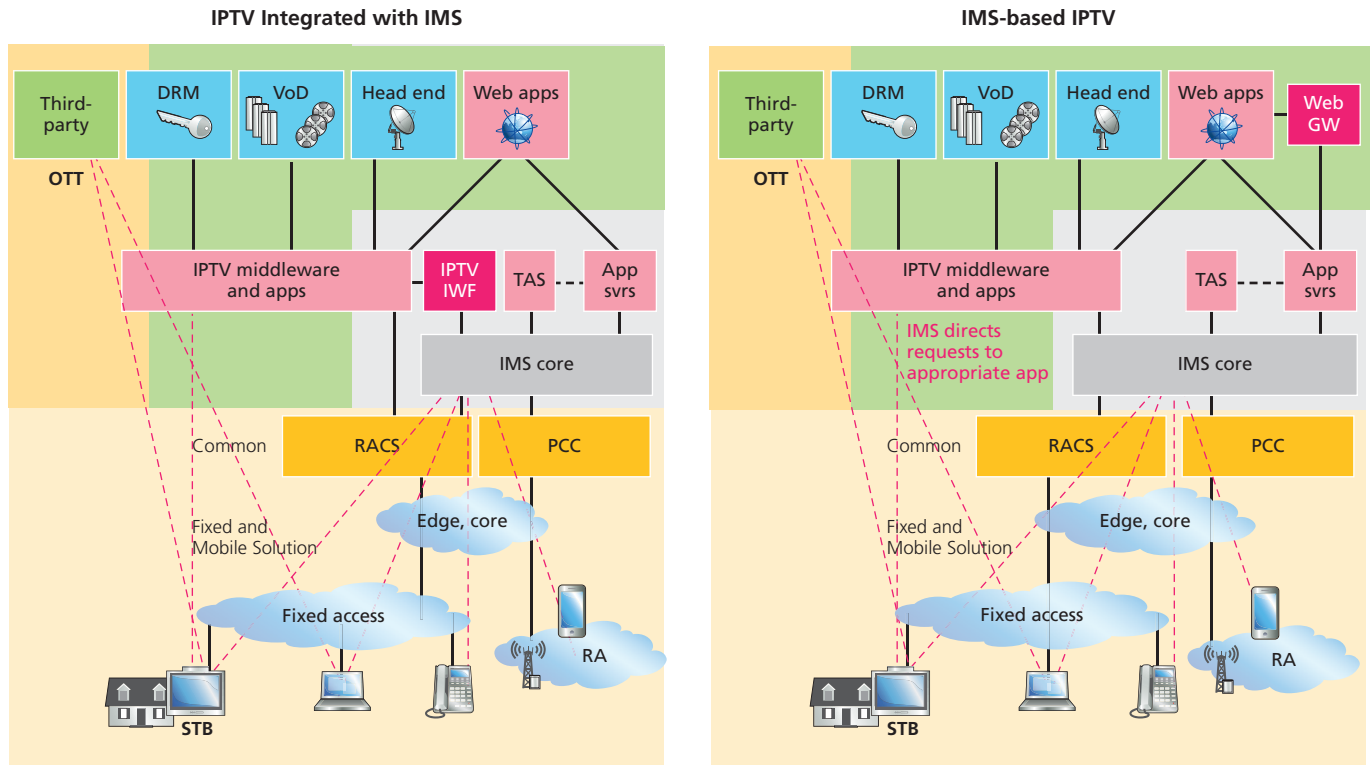 IPTV Integrated with IMS
Third-
party
OTT
DRM
VoD
Head end
Web apps
IPTV middleware
and apps
IPTV
IWF
TAS
App
svrs
IMS core
Common
RACS
PCC
Edge, core
Fixed and
Mobile Solution
Fixed access
RA
STB
IMS-based IPTV
Third-
party
OTT
DRM
VoD
Head end
Web apps
Web
GW
IPTV middleware
and apps
TAS
App
svrs
IMS directs
requests to
appropriate app
IMS core
Common
RACS
PCC
Edge, core
Fixed and
Mobile Solution
Fixed access
RA
STB